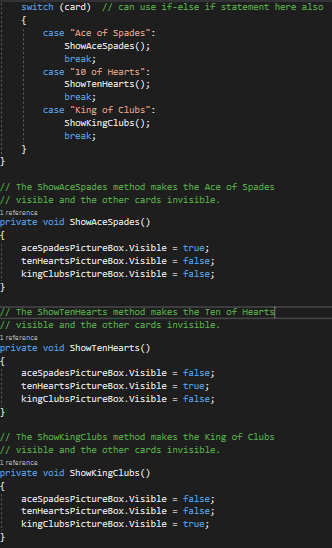 switch (card)  // can use if-else if statement here also
{
case "Ace of Spades":
ShowAceSpades();
break;
case "10 of Hearts":
ShowTenHearts();
break;
case "King of Clubs":
ShowKingClubs();
break;
}
}
// The ShowAceSpades method makes the Ace of Spades
// visible and the other cards invisible.
1 reference
private void ShowAceSpades()
{
aceSpadesPictureBox.Visible = true;
tenHeartsPictureBox.Visible = false;
kingClubsPictureBox.Visible = false;
}
// The ShowTenHearts method makes the Ten of Hearts
// visible and the other cards invisible.
1 reference
private void ShowTenHearts()
{
aceSpadesPictureBox.Visible = false;
tenHeartsPictureBox.Visible = true;
kingClubsPictureBox.Visible = false;
}
// The ShowKingClubs method makes the King of Clubs
// visible and the other cards invisible.
1 reference
private void ShowKingClubs()
{
aceSpadesPictureBox.Visible = false;
tenHeartsPictureBox.Visible = false;
kingClubsPictureBox.Visible = true;
}